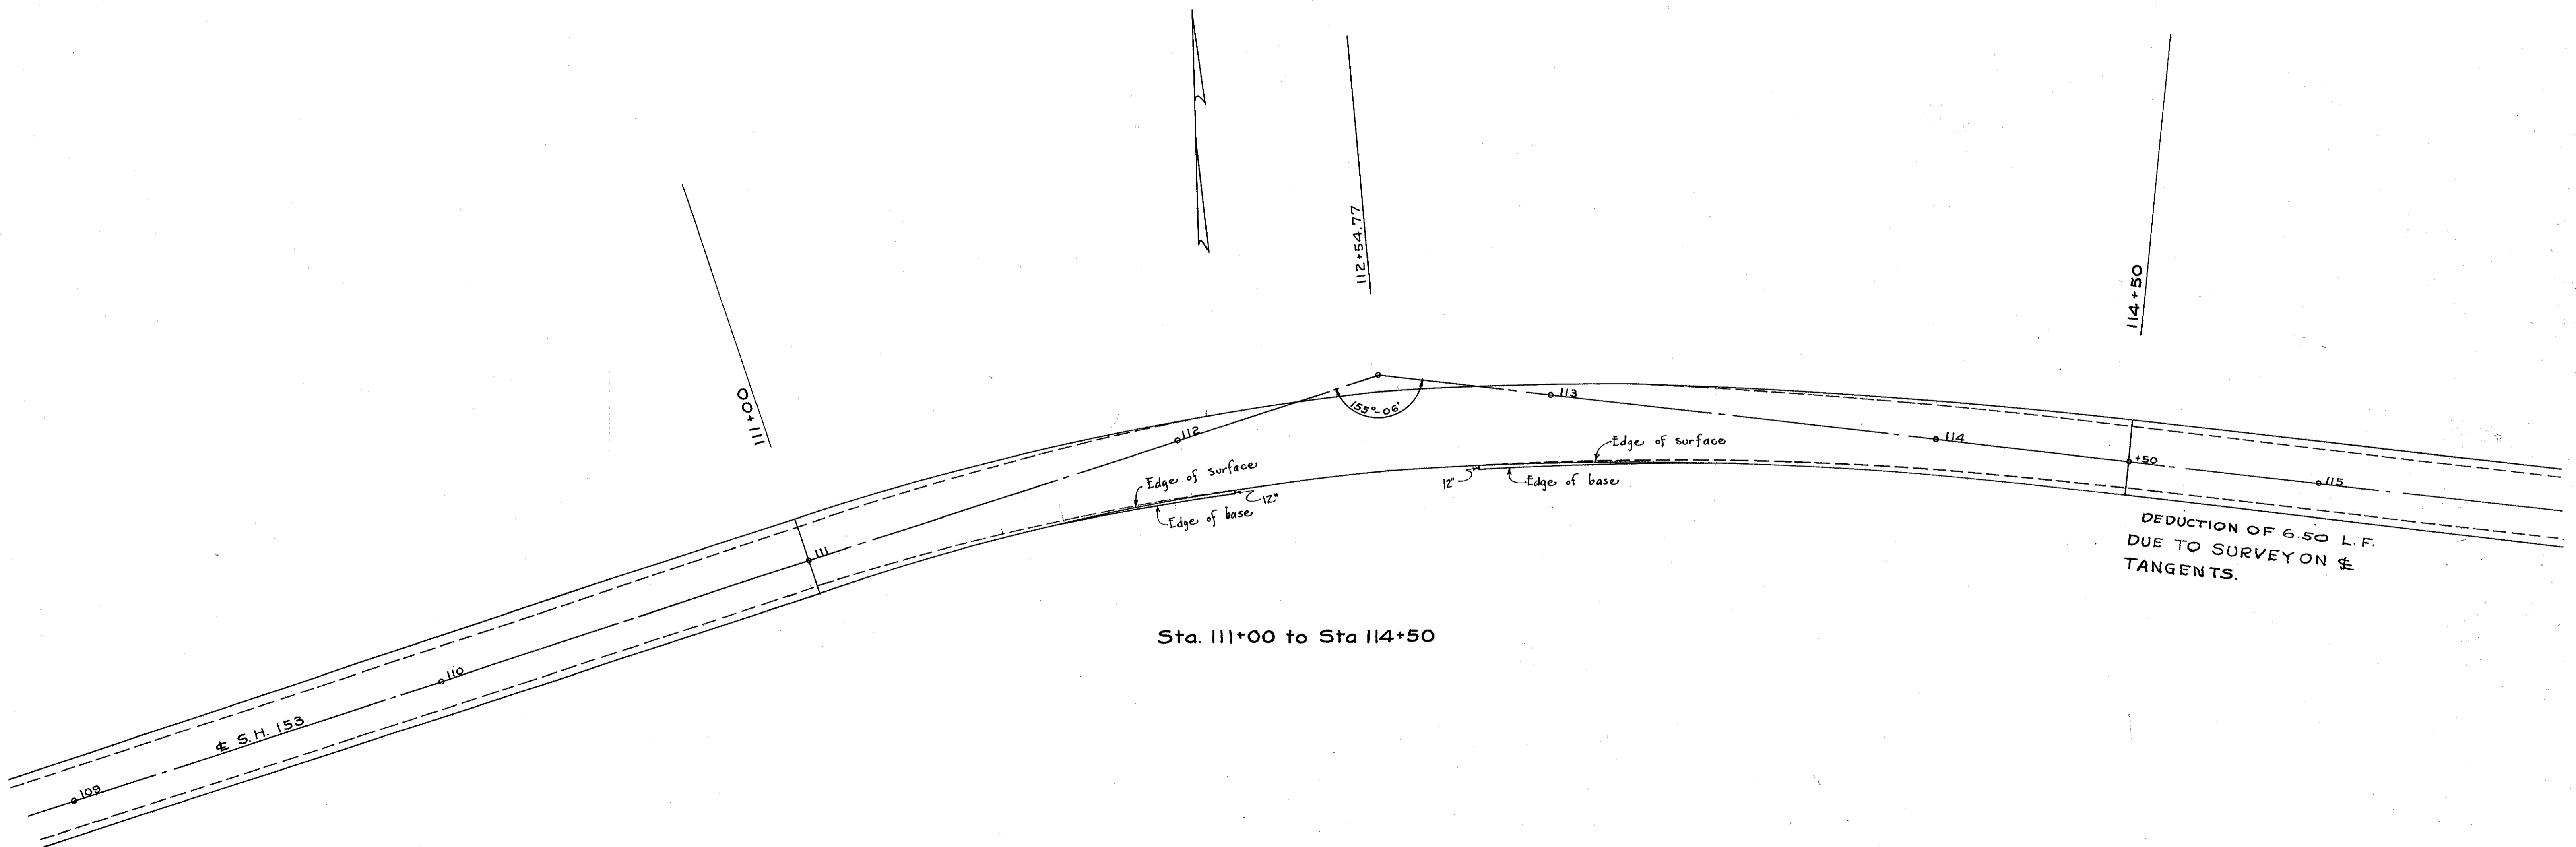 111+00
112+54.77
114+50
155°-06'
109
110
111
112
113
114
+50
115
℄ S.H. 153
Edge of surface
Edge of base
12"
12"
Edge of surface
Edge of base
DEDUCTION OF 6.50 L.F.
DUE TO SURVEY ON ℄
TANGENTS.
Sta. 111+00 to Sta 114+50